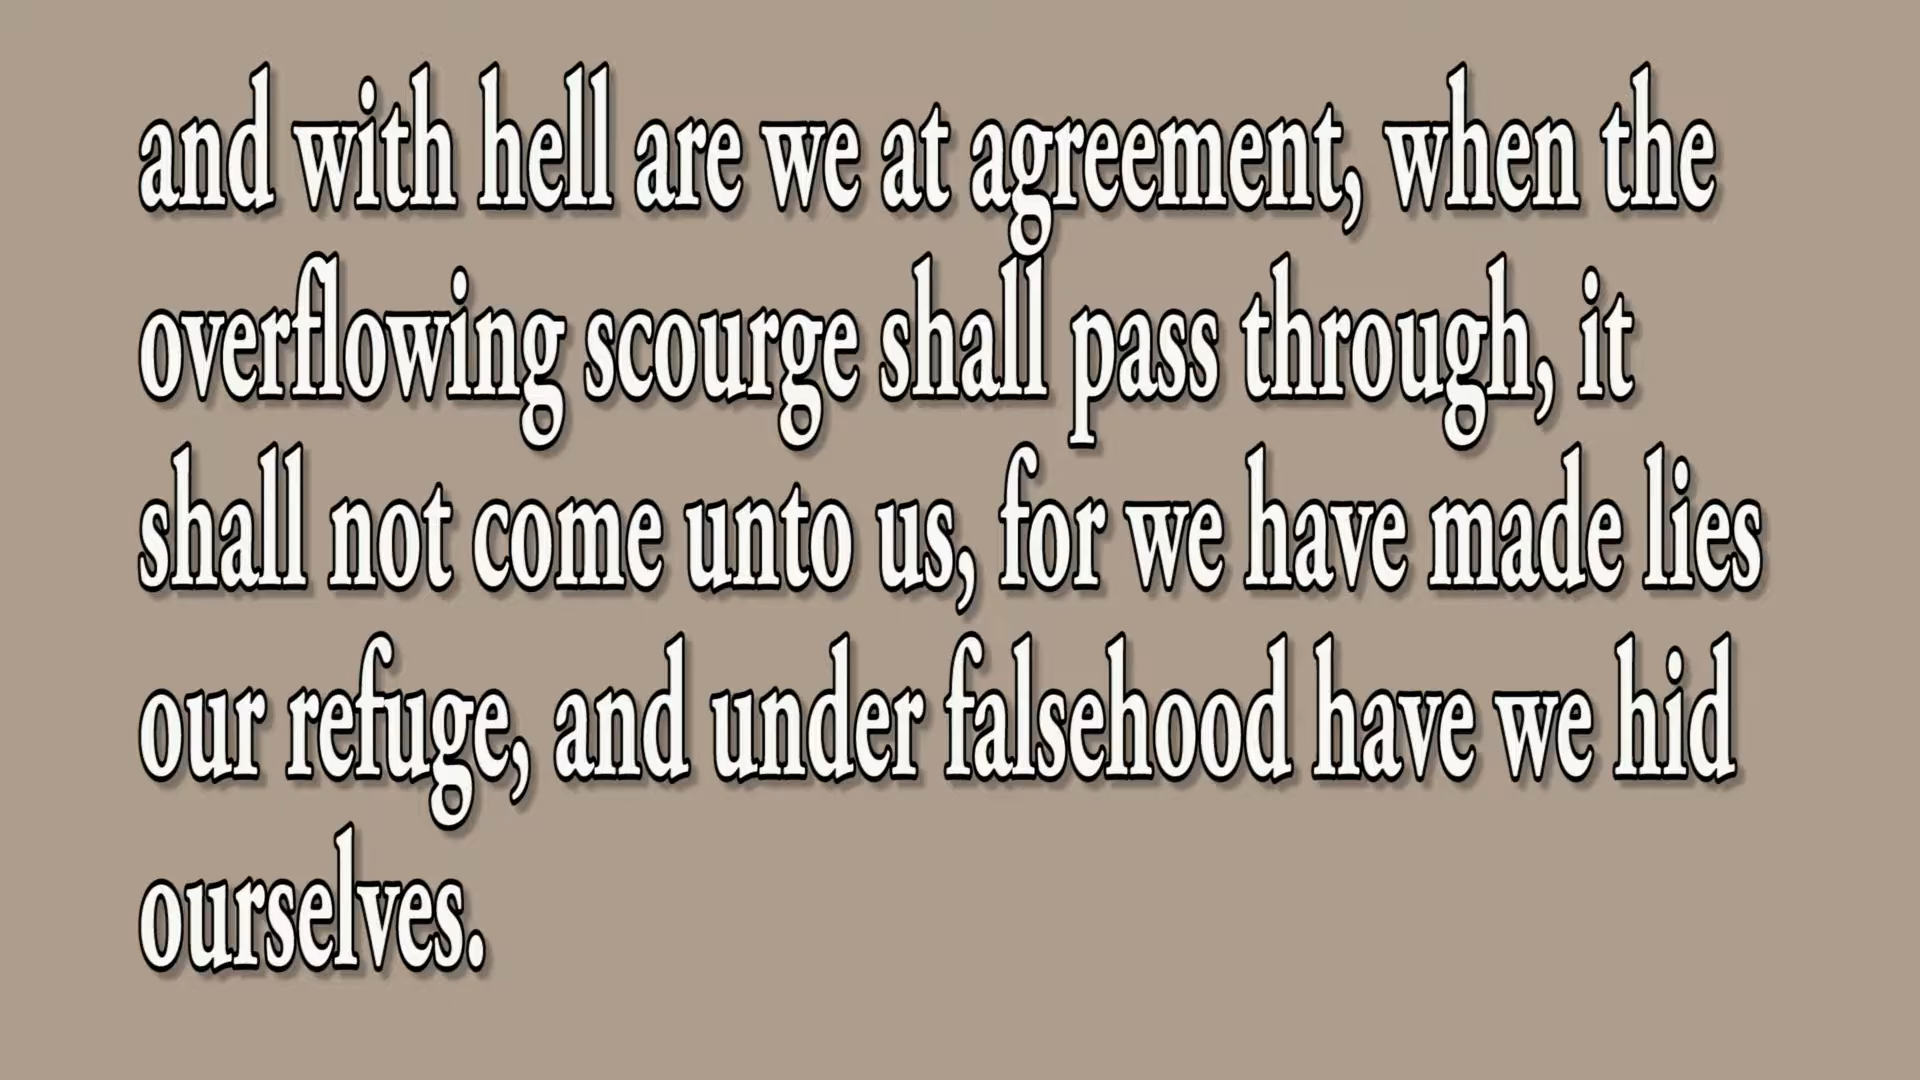 and with hell are we at agreement, when the
overflowing scourge shall pass through, it
shall not come unto us, for we have made lies
our refuge, and under falsehood have we hid
ourselves.